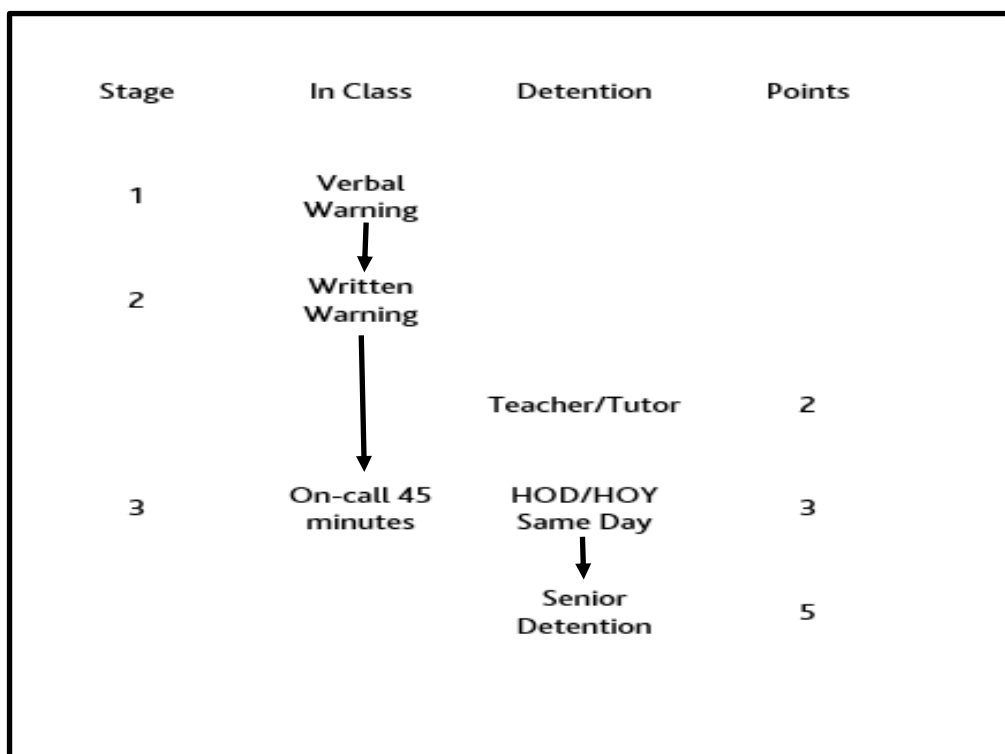 Stage In Class Detention Points
1 Verbal
Warning
2 Written
Warning
Teacher/Tutor 2
3 On-call 45
minutes HOD/HOY
Same Day 3
Senior
Detention 5